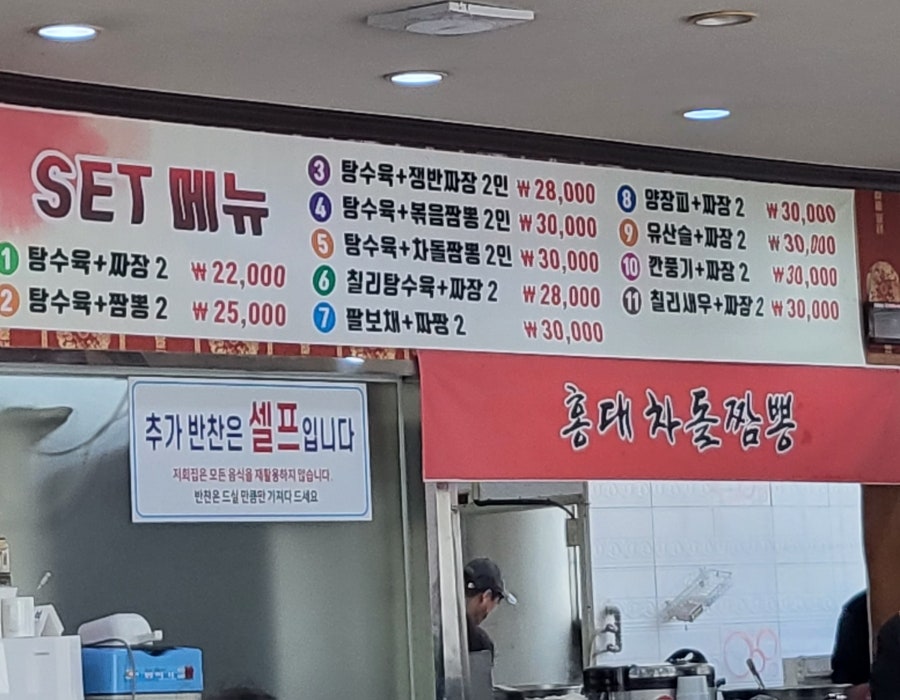 SET 메뉴
1 탕수육+짜장 2 ₩22,000
2 탕수육+짬뽕 2 ₩25,000
3 탕수육+쟁반짜장 2인 ₩28,000
4 탕수육+볶음짬뽕 2인 ₩30,000
5 탕수육+차돌짬뽕 2인 ₩30,000
6 칠리탕수육+짜장 2 ₩28,000
7 팔보채+짜짱 2 ₩30,000
8 양장피+짜장 2 ₩30,000
9 유산슬+짜장 2 ₩30,000
10 깐풍기+짜장 2 ₩30,000
11 칠리새우+짜장 2 ₩30,000
홍대 차돌짬뽕
추가 반찬은 셀프입니다
저희집은 모든 음식을 재활용하지 않습니다.
반찬은 드실 만큼만 가져다 드세요